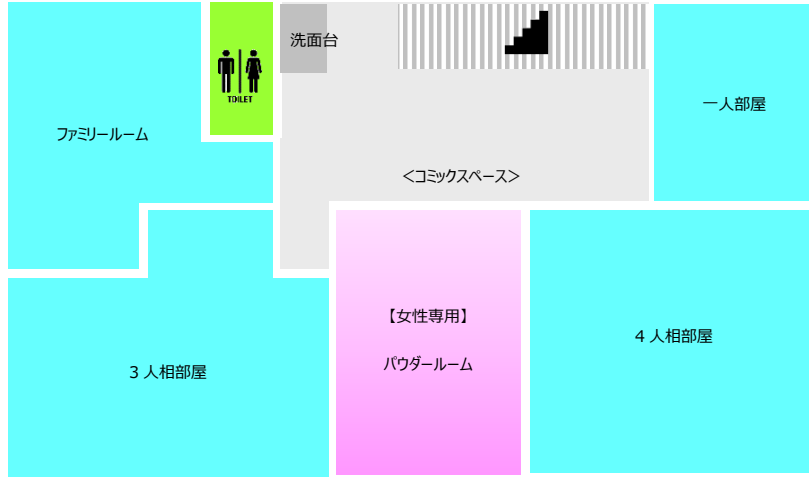 洗面台
TOILET
一人部屋
ファミリールーム
＜コミックスペース＞
【女性専用】
パウダールーム
４人相部屋
３人相部屋